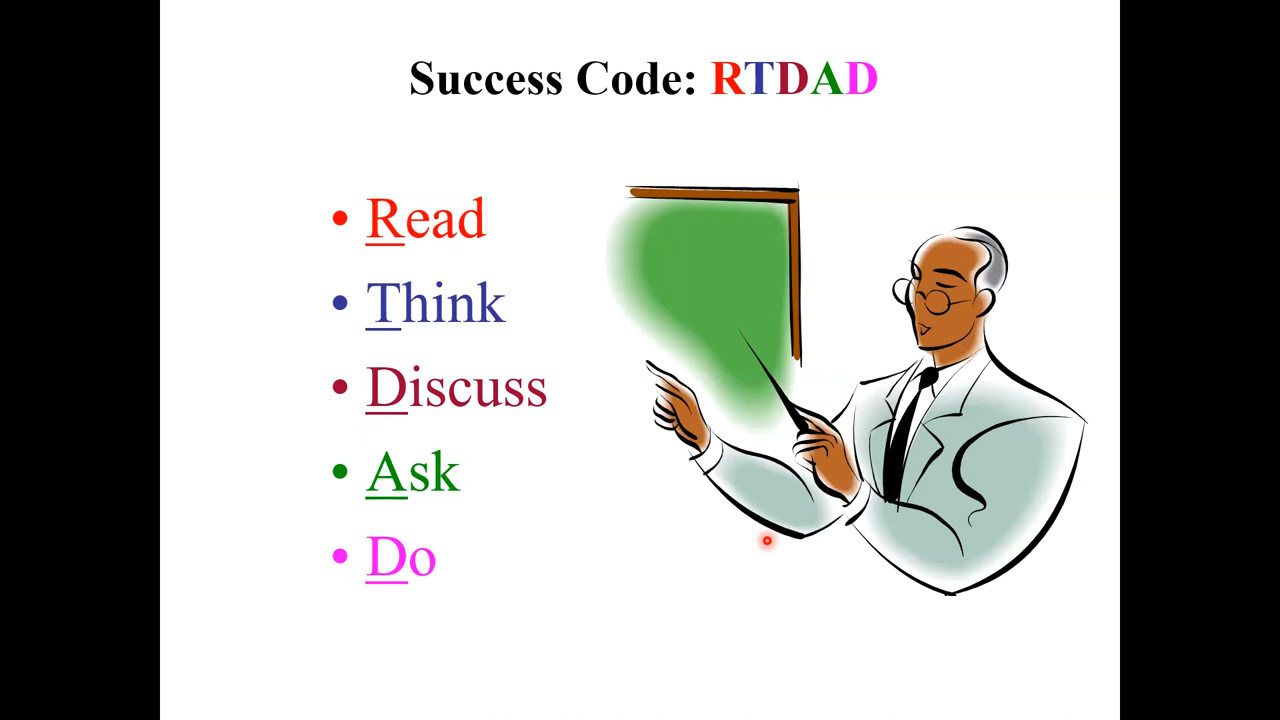 Success Code: RTDAD
• Read
• Think
• Discuss
• Ask
• Do